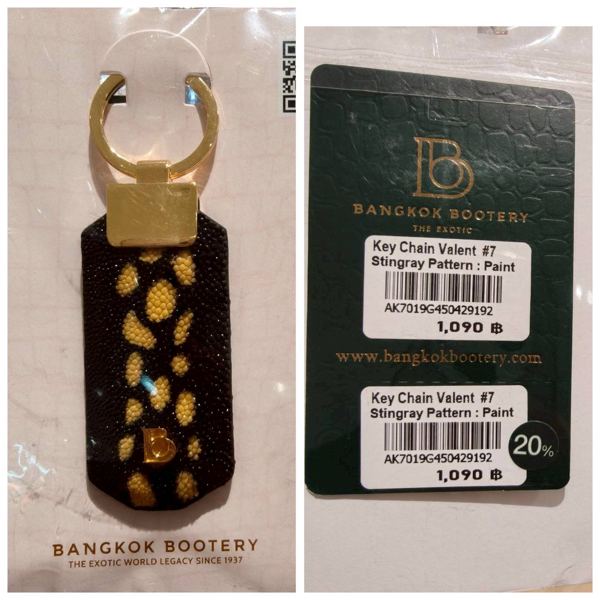 B
BANGKOK BOOTERY
THE EXOTIC WORLD LEGACY SINCE 1937
B
BANGKOK BOOTERY
THE EXOTIC
Key Chain Valent #7
Stingray Pattern : Paint
AK7019G450429192
1,090 ฿
www.bangkokbootery.com
Key Chain Valent #7
Stingray Pattern : Paint
AK7019G450429192
20%
1,090 ฿